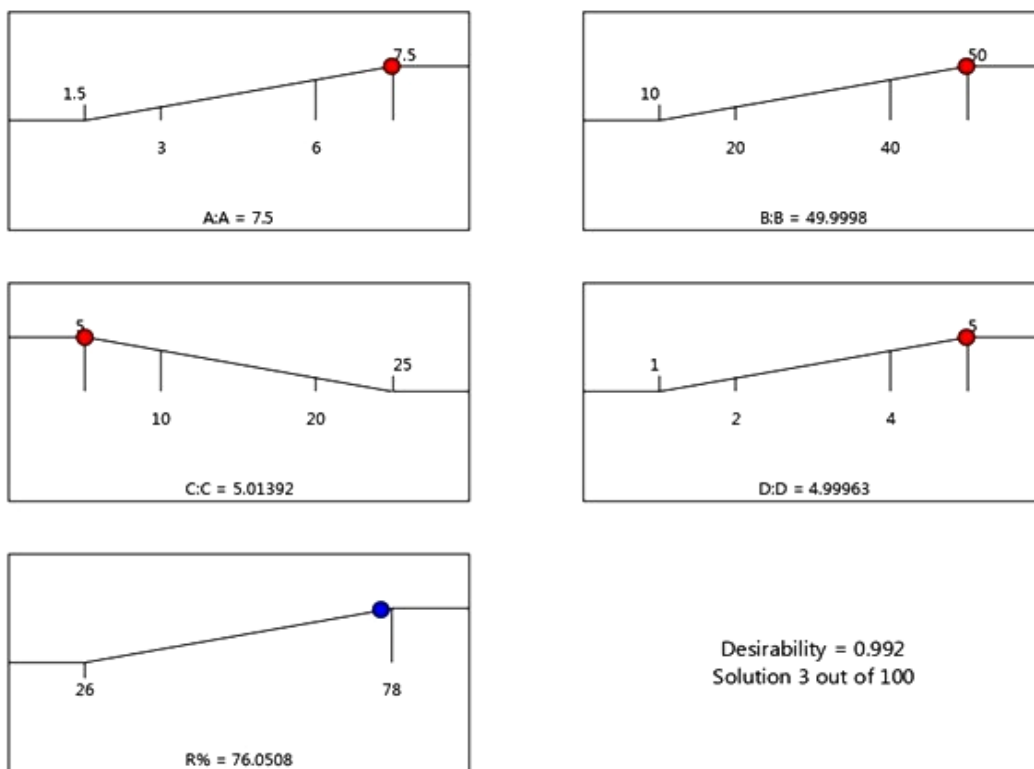 7.5
1.5
3
6
A:A = 7.5
50
10
20
40
B:B = 49.9998
5
25
10
20
C:C = 5.01392
5
1
2
4
D:D = 4.99963
26
78
R% = 76.0508
Desirability = 0.992
Solution 3 out of 100